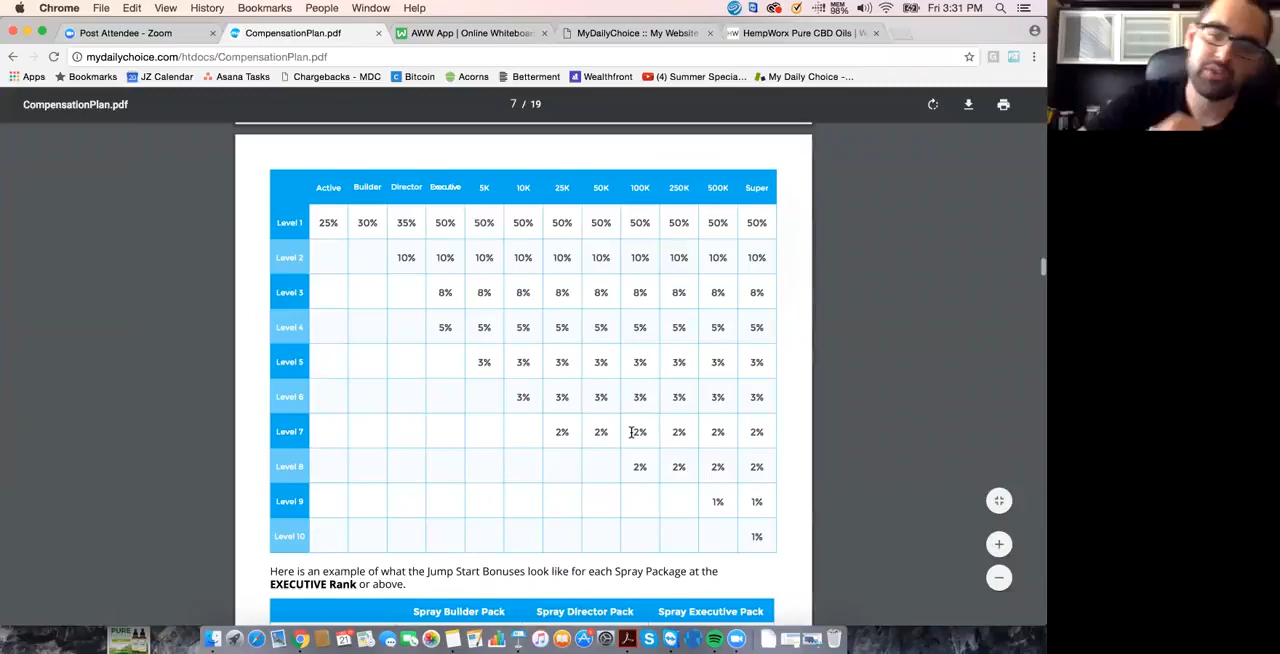 Chrome File Edit View History Bookmarks People Window Help MEM 98% Fri 3:31 PM
Post Attendee - Zoom CompensationPlan.pdf AWW App | Online Whiteboar MyDailyChoice :: My Website HempWorx Pure CBD Oils | W
mydailychoice.com/htdocs/CompensationPlan.pdf
Apps Bookmarks JZ Calendar Asana Tasks Chargebacks - MDC Bitcoin Acorns Betterment Wealthfront (4) Summer Specia... My Daily Choice -...
CompensationPlan.pdf 7 / 19
Active Builder Director Executive 5K 10K 25K 50K 100K 250K 500K Super
Level 1 25% 30% 35% 50% 50% 50% 50% 50% 50% 50% 50% 50%
Level 2 10% 10% 10% 10% 10% 10% 10% 10% 10% 10%
Level 3 8% 8% 8% 8% 8% 8% 8% 8% 8%
Level 4 5% 5% 5% 5% 5% 5% 5% 5% 5%
Level 5 3% 3% 3% 3% 3% 3% 3% 3%
Level 6 3% 3% 3% 3% 3% 3% 3%
Level 7 2% 2% 2% 2% 2% 2%
Level 8 2% 2% 2% 2%
Level 9 1% 1%
Level 10 1%
Here is an example of what the Jump Start Bonuses look like for each Spray Package at the
EXECUTIVE Rank or above.
Spray Builder Pack Spray Director Pack Spray Executive Pack
PURE